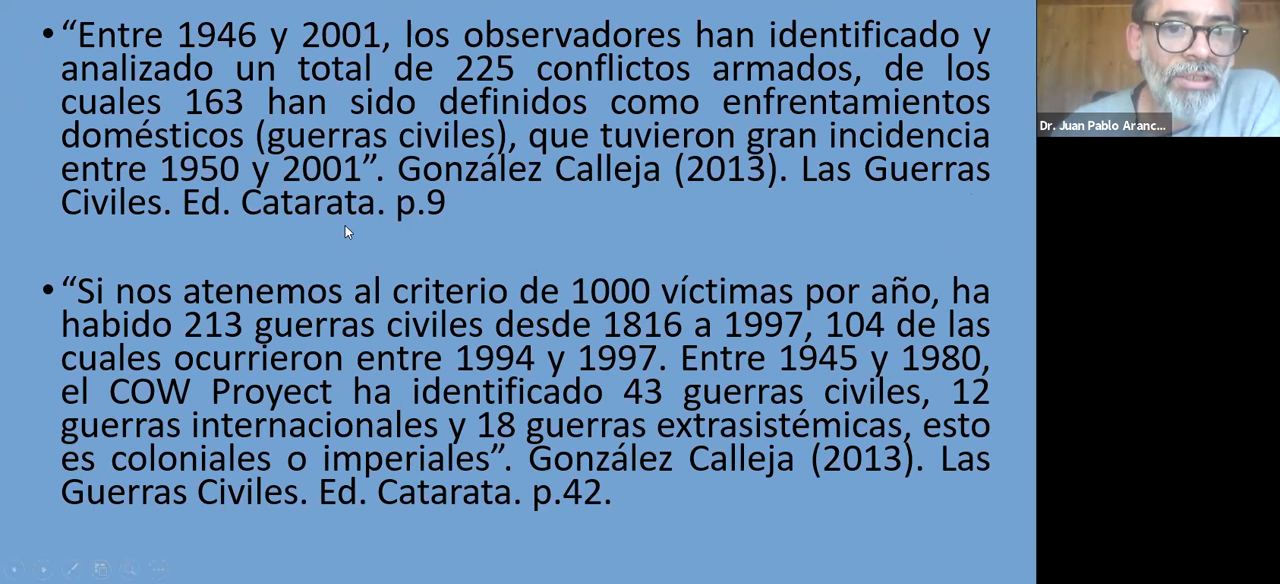 • “Entre 1946 y 2001, los observadores han identificado y
analizado un total de 225 conflictos armados, de los
cuales 163 han sido definidos como enfrentamientos
domésticos (guerras civiles), que tuvieron gran incidencia
entre 1950 y 2001”. González Calleja (2013). Las Guerras
Civiles. Ed. Catarata. p.9
• “Si nos atenemos al criterio de 1000 víctimas por año, ha
habido 213 guerras civiles desde 1816 a 1997, 104 de las
cuales ocurrieron entre 1994 y 1997. Entre 1945 y 1980,
el COW Proyect ha identificado 43 guerras civiles, 12
guerras internacionales y 18 guerras extrasistémicas, esto
es coloniales o imperiales”. González Calleja (2013). Las
Guerras Civiles. Ed. Catarata. p.42.
Dr. Juan Pablo Aranc...